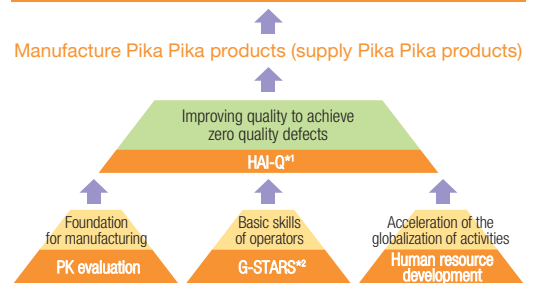 Manufacture Pika Pika products (supply Pika Pika products)
Improving quality to achieve
zero quality defects
HAI-Q*1
Foundation
for manufacturing
PK evaluation
Basic skills
of operators
G-STARS*2
Acceleration of the
globalization of activities
Human resource
development